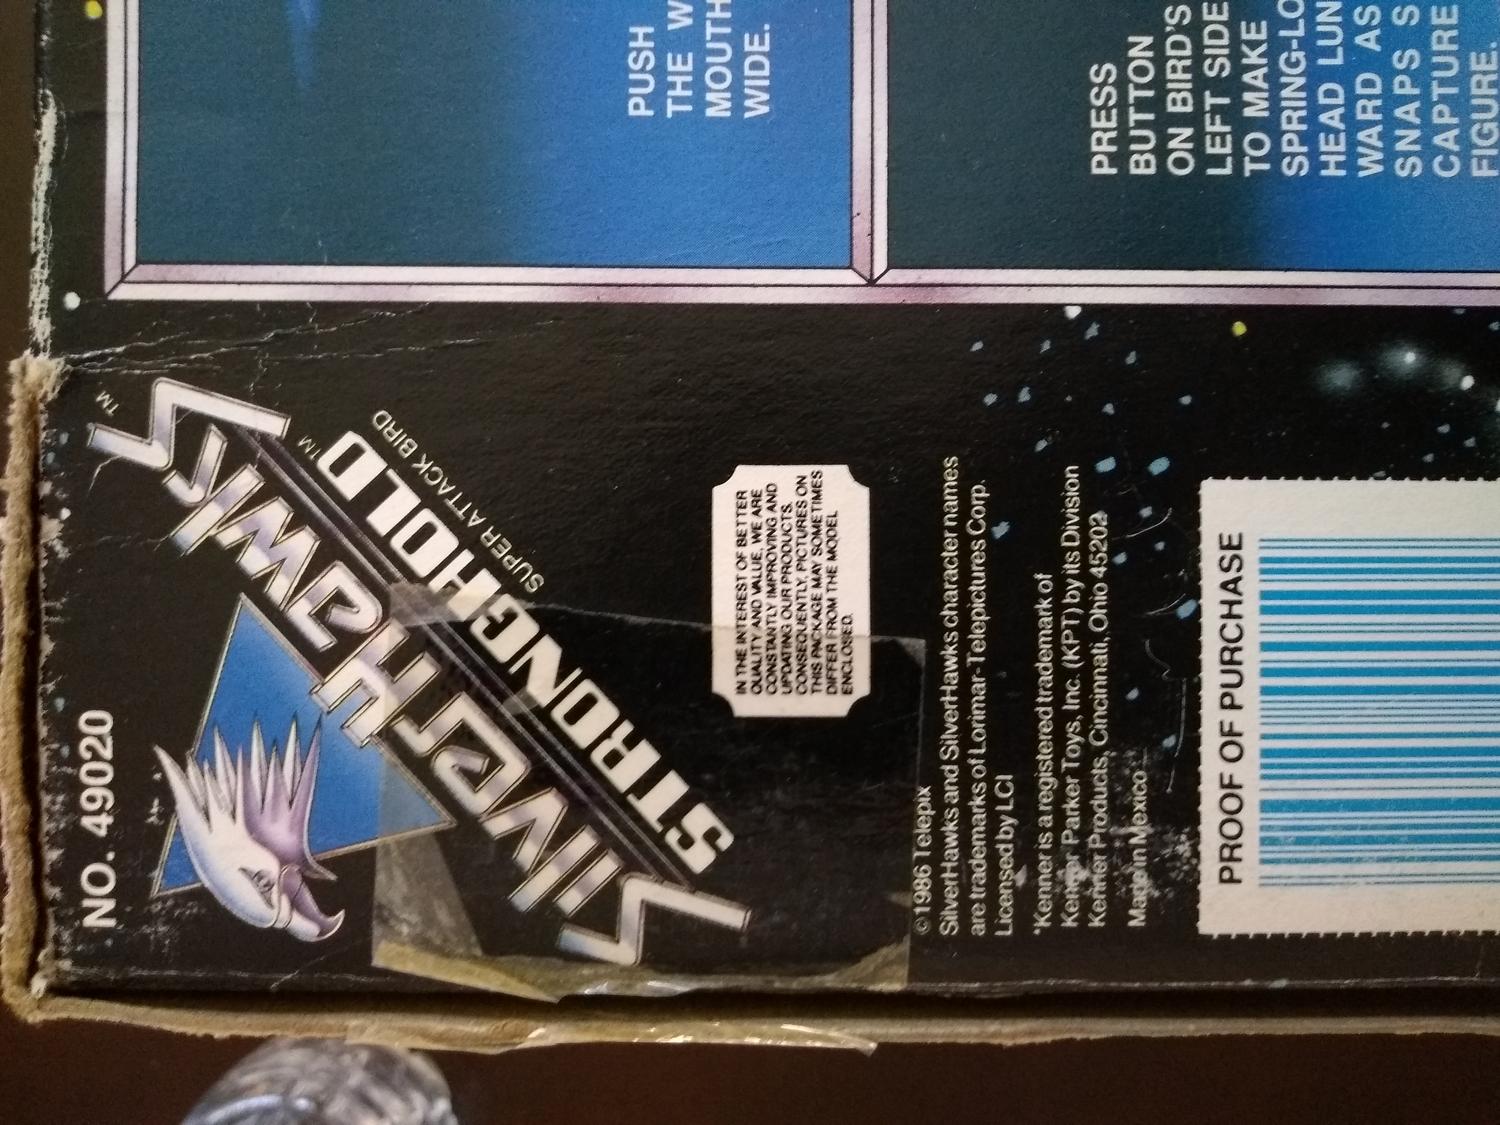 NO. 49020
SilverHawks™
STRONGHOLD™
SUPER ATTACK BIRD
PUSH
THE W
MOUTH
WIDE.
IN THE INTEREST OF BETTER
QUALITY AND VALUE, WE ARE
CONSTANTLY IMPROVING AND
UPDATING OUR PRODUCTS.
CONSEQUENTLY, PICTURES ON
THIS PACKAGE MAY SOMETIMES
DIFFER FROM THE MODEL
ENCLOSED.
©1986 Telepix
SilverHawks and SilverHawks character names
are trademarks of Lorimar-Telepictures Corp.
Licensed by LCI
*Kenner is a registered trademark of
Kenner Parker Toys, Inc. (KPT) by its Division
Kenner Products, Cincinnati, Ohio 45202
Made in Mexico
PRESS
BUTTON
ON BIRD'S
LEFT SIDE
TO MAKE
SPRING-LO
HEAD LUN
WARD AS
SNAPS S
CAPTURE
FIGURE.
PROOF OF PURCHASE